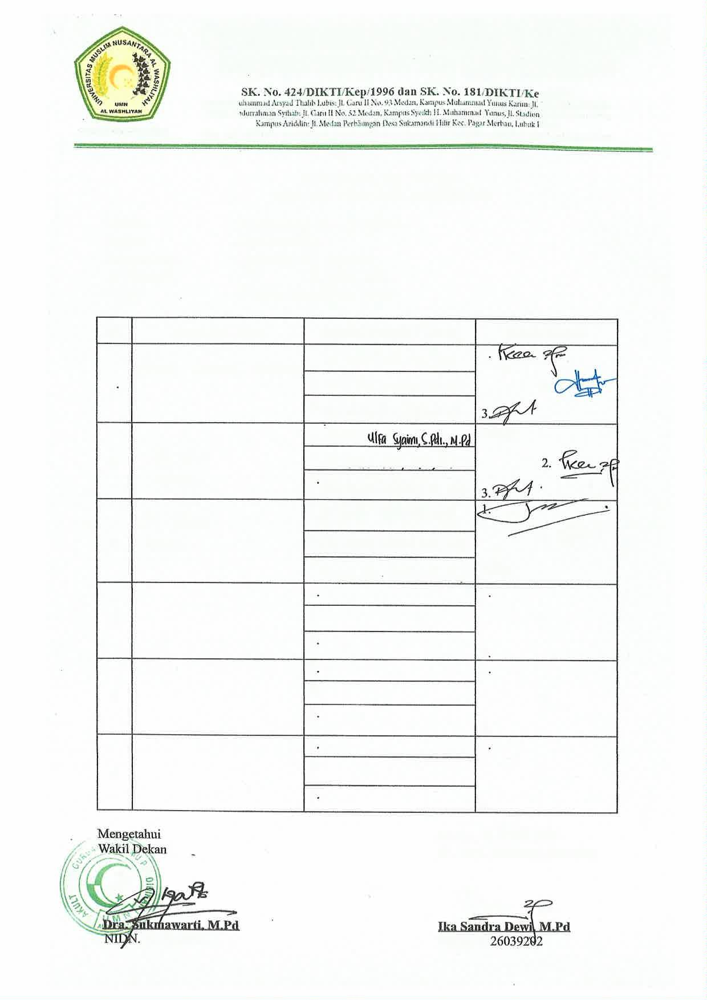 UNIVERSITAS MUSLIM NUSANTARA AL WASHLIYAH
UMN
AL WASHLIYAH
SK. No. 424/DIKTI/Kep/1996 dan SK. No. 181/DIKTI/Ke
uhammad Arsyad Thalib Lubis: Jl. Garu II No. 93 Medan, Kampus Muhammad Yunus Karim: Jl.
durrahman Syihab: Jl. Garu II No. 52 Medan, Kampus Syeikh H. Muhammad Yunus, Jl. Stadion
Kampus Aziddin: Jl. Medan Perbaungan Desa Sukamandi Hilir Kec. Pagar Merbau, Lubuk
3.
Ulfa Syaimi, S.Pdi., M.Pd
2.
3.
1.
Mengetahui
Wakil Dekan
UMN
Dra. Sukmawarti, M.Pd
NIDN.
Ika Sandra Dewi, M.Pd
26039202